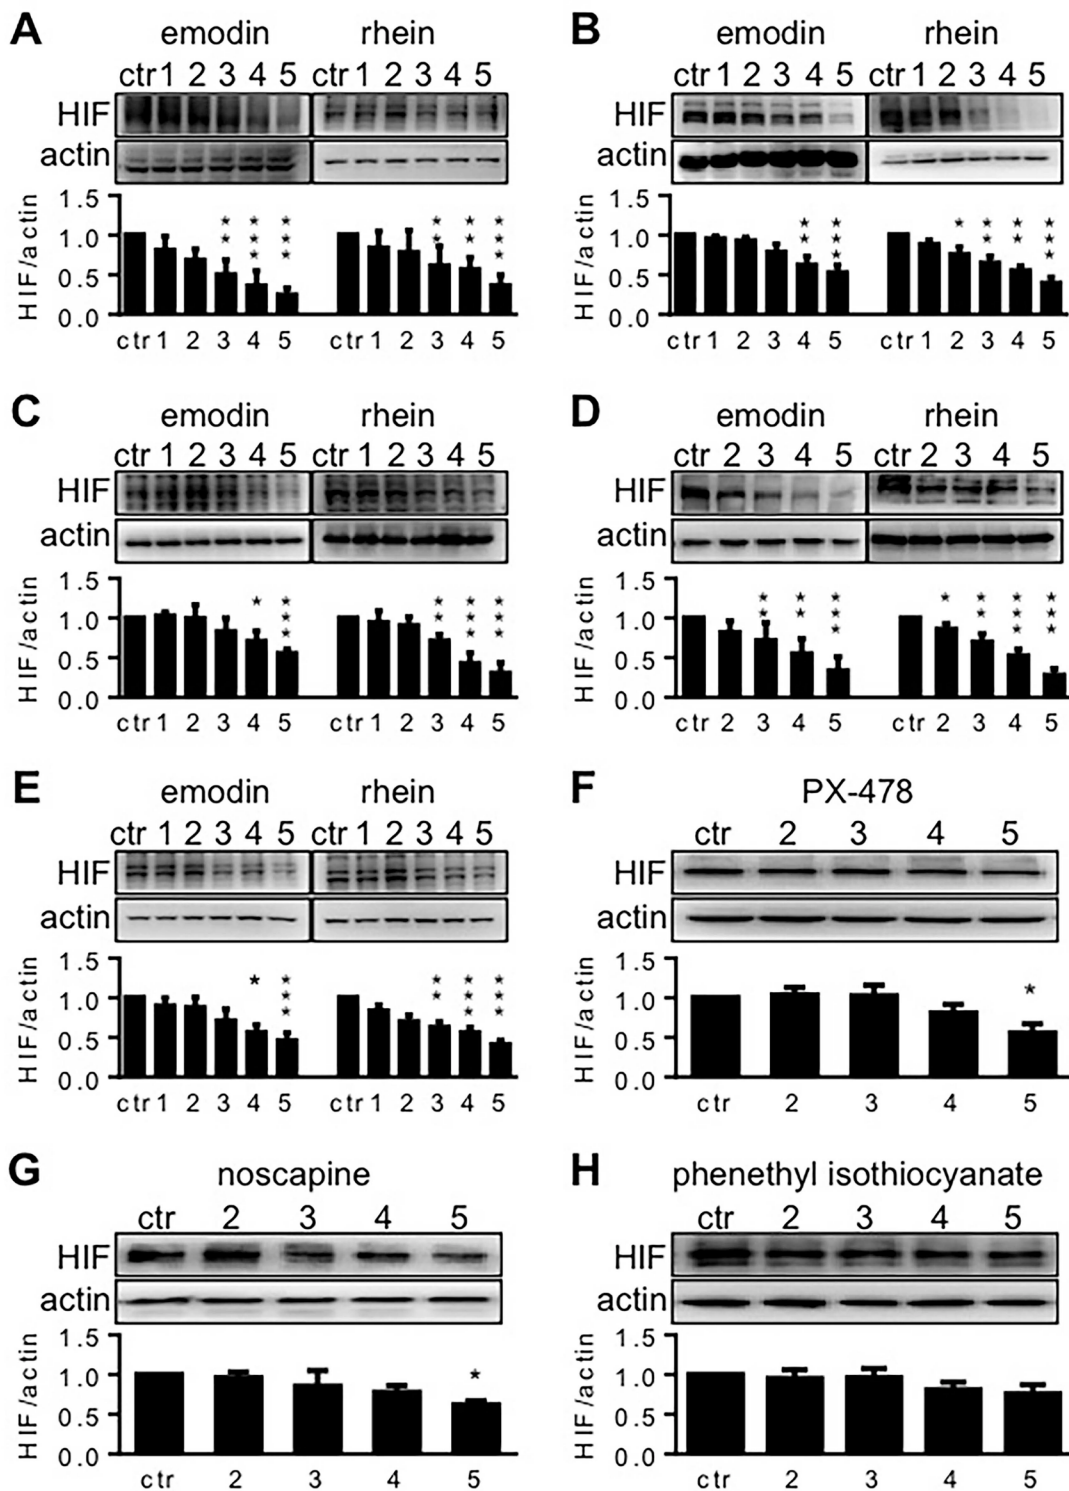 A
emodin rhein
ctr 1 2 3 4 5 ctr 1 2 3 4 5
HIF
actin
HIF/actin
1.5
1.0
0.5
0.0
★★ ★★★ ★★★ ★★ ★★★ ★★★
ctr 1 2 3 4 5 ctr 1 2 3 4 5
B
emodin rhein
ctr 1 2 3 4 5 ctr 1 2 3 4 5
HIF
actin
HIF/actin
1.5
1.0
0.5
0.0
★★ ★★★ ★ ★★ ★★ ★★★
ctr 1 2 3 4 5 ctr 1 2 3 4 5
C
emodin rhein
ctr 1 2 3 4 5 ctr 1 2 3 4 5
HIF
actin
HIF/actin
1.5
1.0
0.5
0.0
★ ★★★ ★★ ★★★ ★★★
ctr 1 2 3 4 5 ctr 1 2 3 4 5
D
emodin rhein
ctr 2 3 4 5 ctr 2 3 4 5
HIF
actin
HIF/actin
1.5
1.0
0.5
0.0
★★ ★★ ★★★ ★ ★★ ★★★ ★★★
ctr 2 3 4 5 ctr 2 3 4 5
E
emodin rhein
ctr 1 2 3 4 5 ctr 1 2 3 4 5
HIF
actin
HIF/actin
1.5
1.0
0.5
0.0
* ★★★ ★★ ★★★ ★★★
ctr 1 2 3 4 5 ctr 1 2 3 4 5
F
PX-478
ctr 2 3 4 5
HIF
actin
HIF/actin
1.5
1.0
0.5
0.0
*
ctr 2 3 4 5
G
noscapine
ctr 2 3 4 5
HIF
actin
HIF/actin
1.5
1.0
0.5
0.0
*
ctr 2 3 4 5
H
phenethyl isothiocyanate
ctr 2 3 4 5
HIF
actin
HIF/actin
1.5
1.0
0.5
0.0
ctr 2 3 4 5